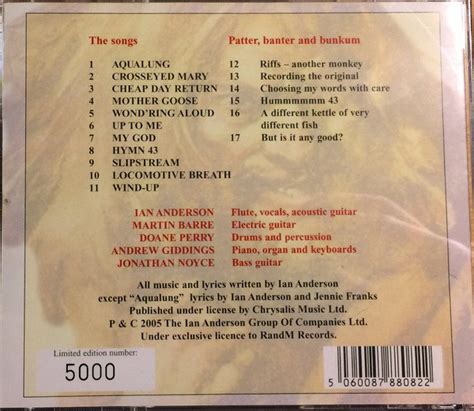 The songs
1 AQUALUNG
2 CROSSEYED MARY
3 CHEAP DAY RETURN
4 MOTHER GOOSE
5 WOND'RING ALOUD
6 UP TO ME
7 MY GOD
8 HYMN 43
9 SLIPSTREAM
10 LOCOMOTIVE BREATH
11 WIND-UP
Patter, banter and bunkum
12 Riffs – another monkey
13 Recording the original
14 Choosing my words with care
15 Hummmmmm 43
16 A different kettle of very
different fish
17 But is it any good?
IAN ANDERSON Flute, vocals, acoustic guitar
MARTIN BARRE Electric guitar
DOANE PERRY Drums and percussion
ANDREW GIDDINGS Piano, organ and keyboards
JONATHAN NOYCE Bass guitar
All music and lyrics written by Ian Anderson
except "Aqualung" lyrics by Ian Anderson and Jennie Franks
Published under license by Chrysalis Music Ltd.
P & C 2005 The Ian Anderson Group Of Companies Ltd.
Under exclusive licence to RandM Records.
Limited edition number:
5000
5 060087 880822